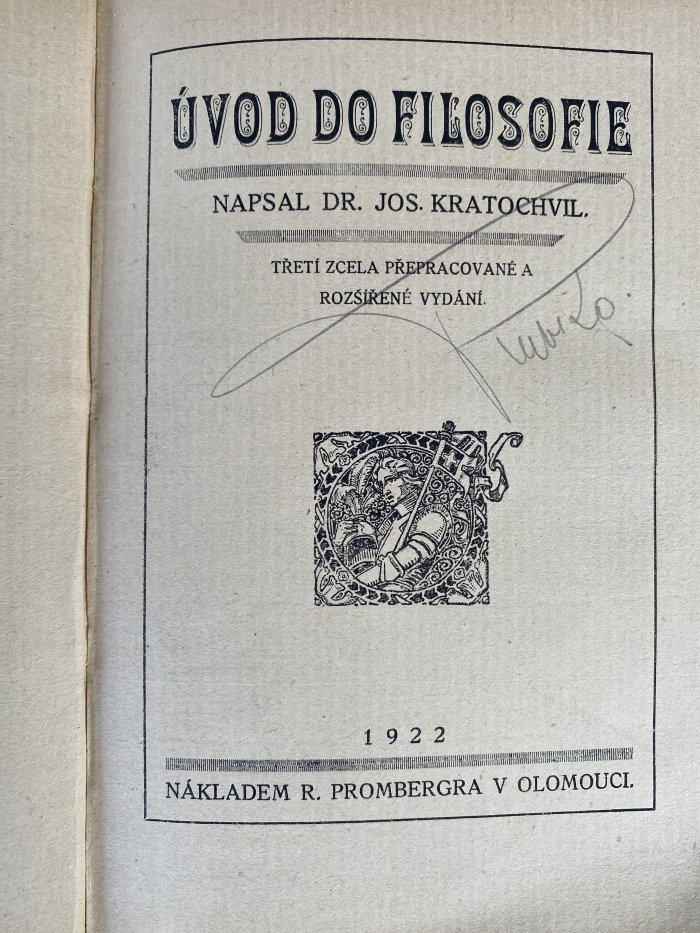 ÚVOD DO FILOSOFIE
NAPSAL DR. JOS. KRATOCHVIL.
TŘETÍ ZCELA PŘEPRACOVANÉ A
ROZŠÍŘENÉ VYDÁNÍ.
1922
NÁKLADEM R. PROMBERGRA V OLOMOUCI.